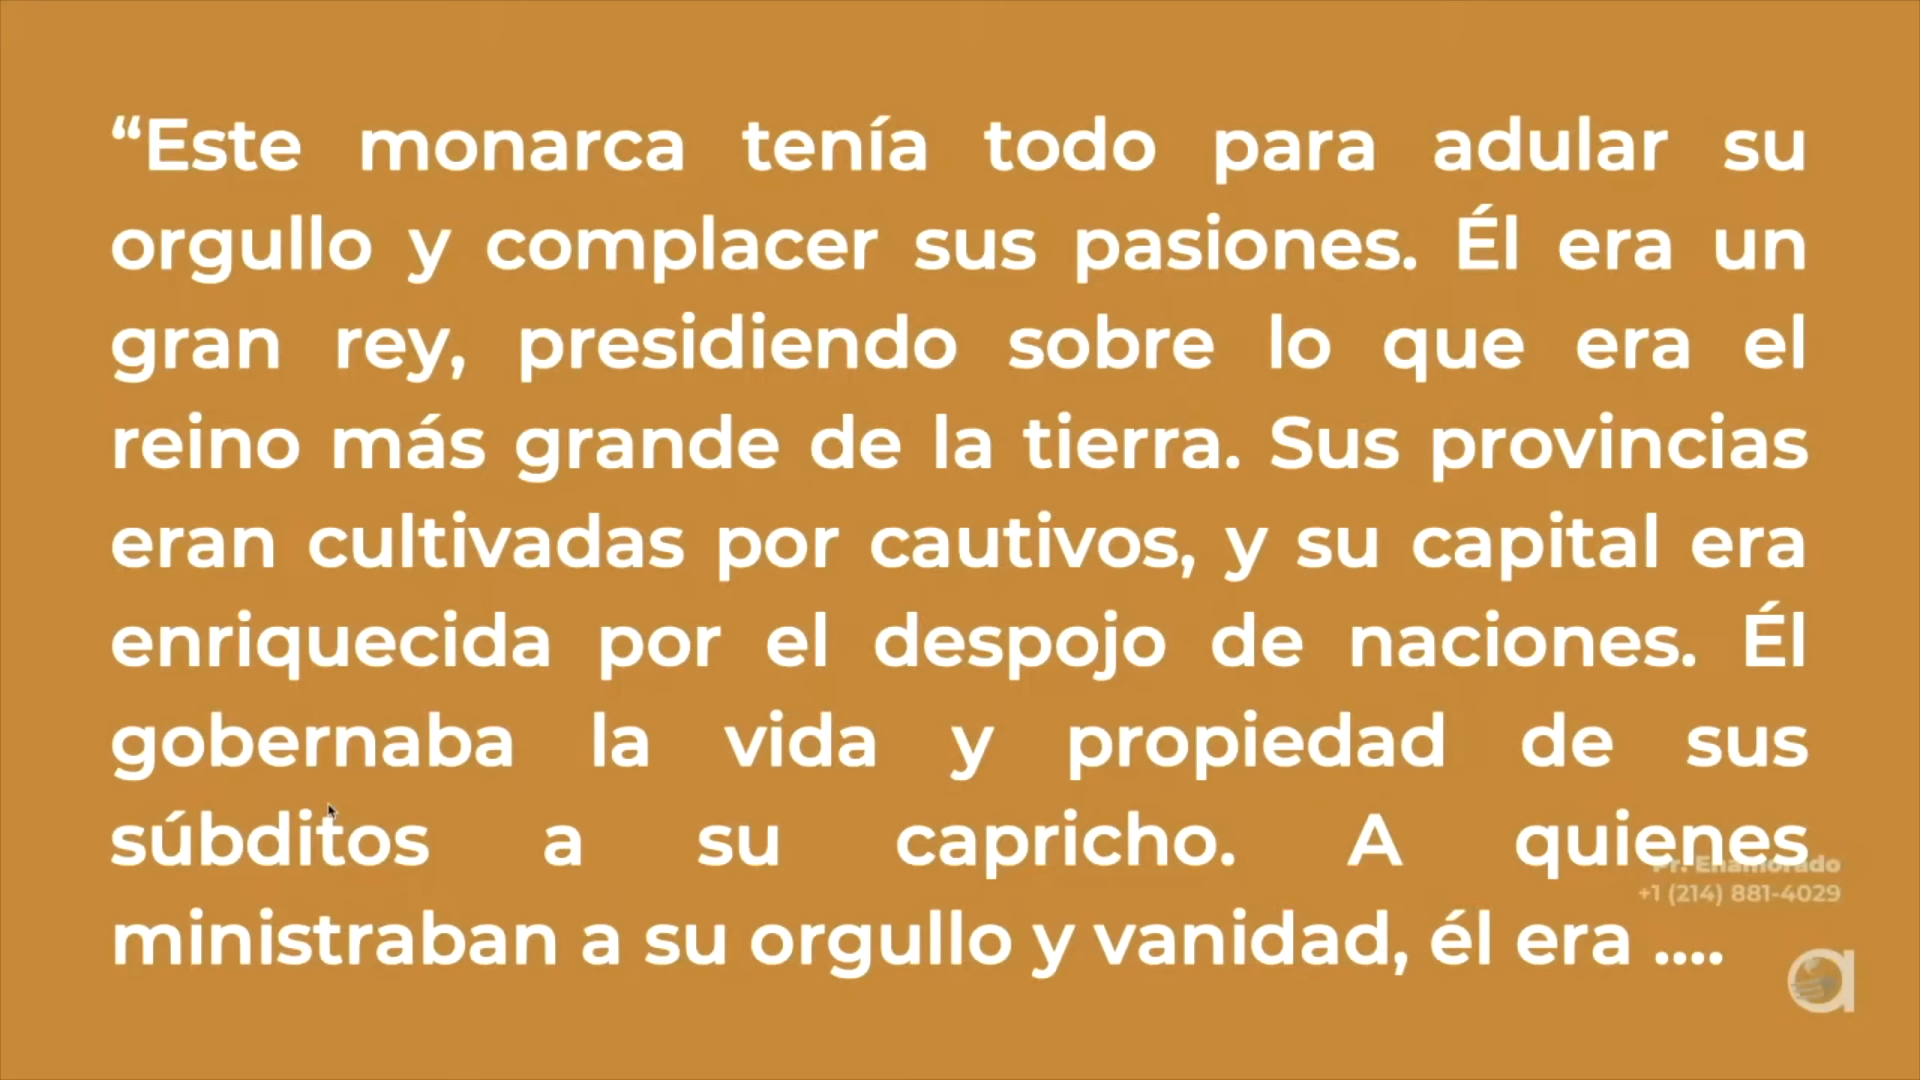 “Este monarca tenía todo para adular su
orgullo y complacer sus pasiones. Él era un
gran rey, presidiendo sobre lo que era el
reino más grande de la tierra. Sus provincias
eran cultivadas por cautivos, y su capital era
enriquecida por el despojo de naciones. Él
gobernaba la vida y propiedad de sus
súbditos a su capricho. A quienes
Pr. Enamorado
+1 (214) 881-4029
ministraban a su orgullo y vanidad, él era ....